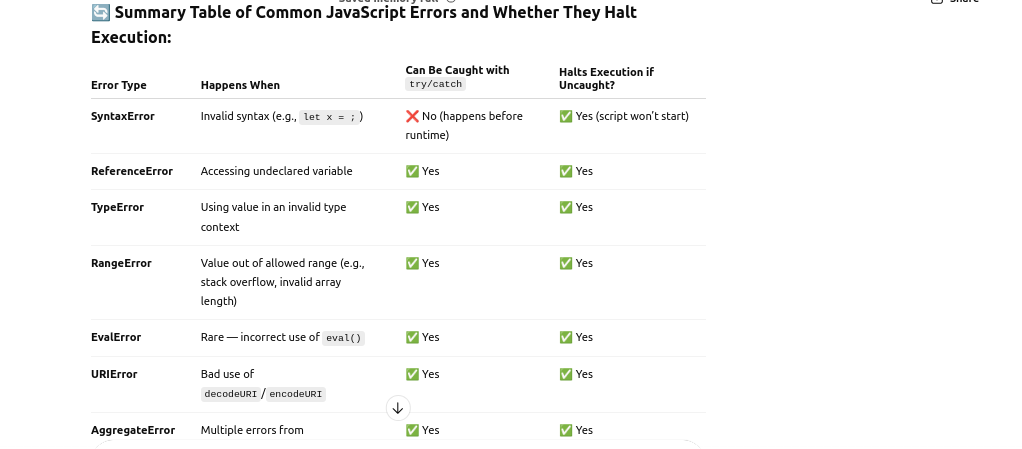 Saved memory full
Share
🔄 Summary Table of Common JavaScript Errors and Whether They Halt
Execution:
Error Type Happens When Can Be Caught with try/catch Halts Execution if Uncaught?
SyntaxError Invalid syntax (e.g., let x = ; ) ❌ No (happens before runtime) ✅ Yes (script won't start)
ReferenceError Accessing undeclared variable ✅ Yes ✅ Yes
TypeError Using value in an invalid type context ✅ Yes ✅ Yes
RangeError Value out of allowed range (e.g., stack overflow, invalid array length) ✅ Yes ✅ Yes
EvalError Rare — incorrect use of eval() ✅ Yes ✅ Yes
URIError Bad use of decodeURI/encodeURI ✅ Yes ✅ Yes
AggregateError Multiple errors from ✅ Yes ✅ Yes